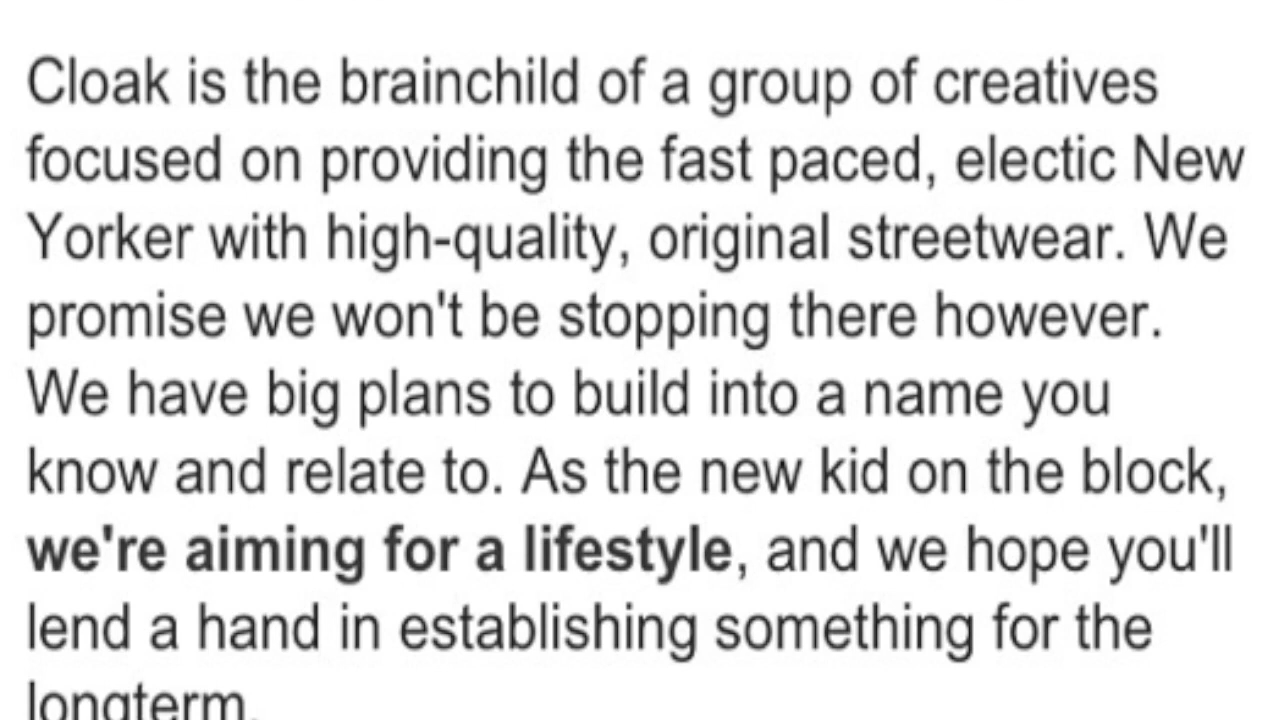 Cloak is the brainchild of a group of creatives
focused on providing the fast paced, electic New
Yorker with high-quality, original streetwear. We
promise we won't be stopping there however.
We have big plans to build into a name you
know and relate to. As the new kid on the block,
we're aiming for a lifestyle, and we hope you'll
lend a hand in establishing something for the
longterm.